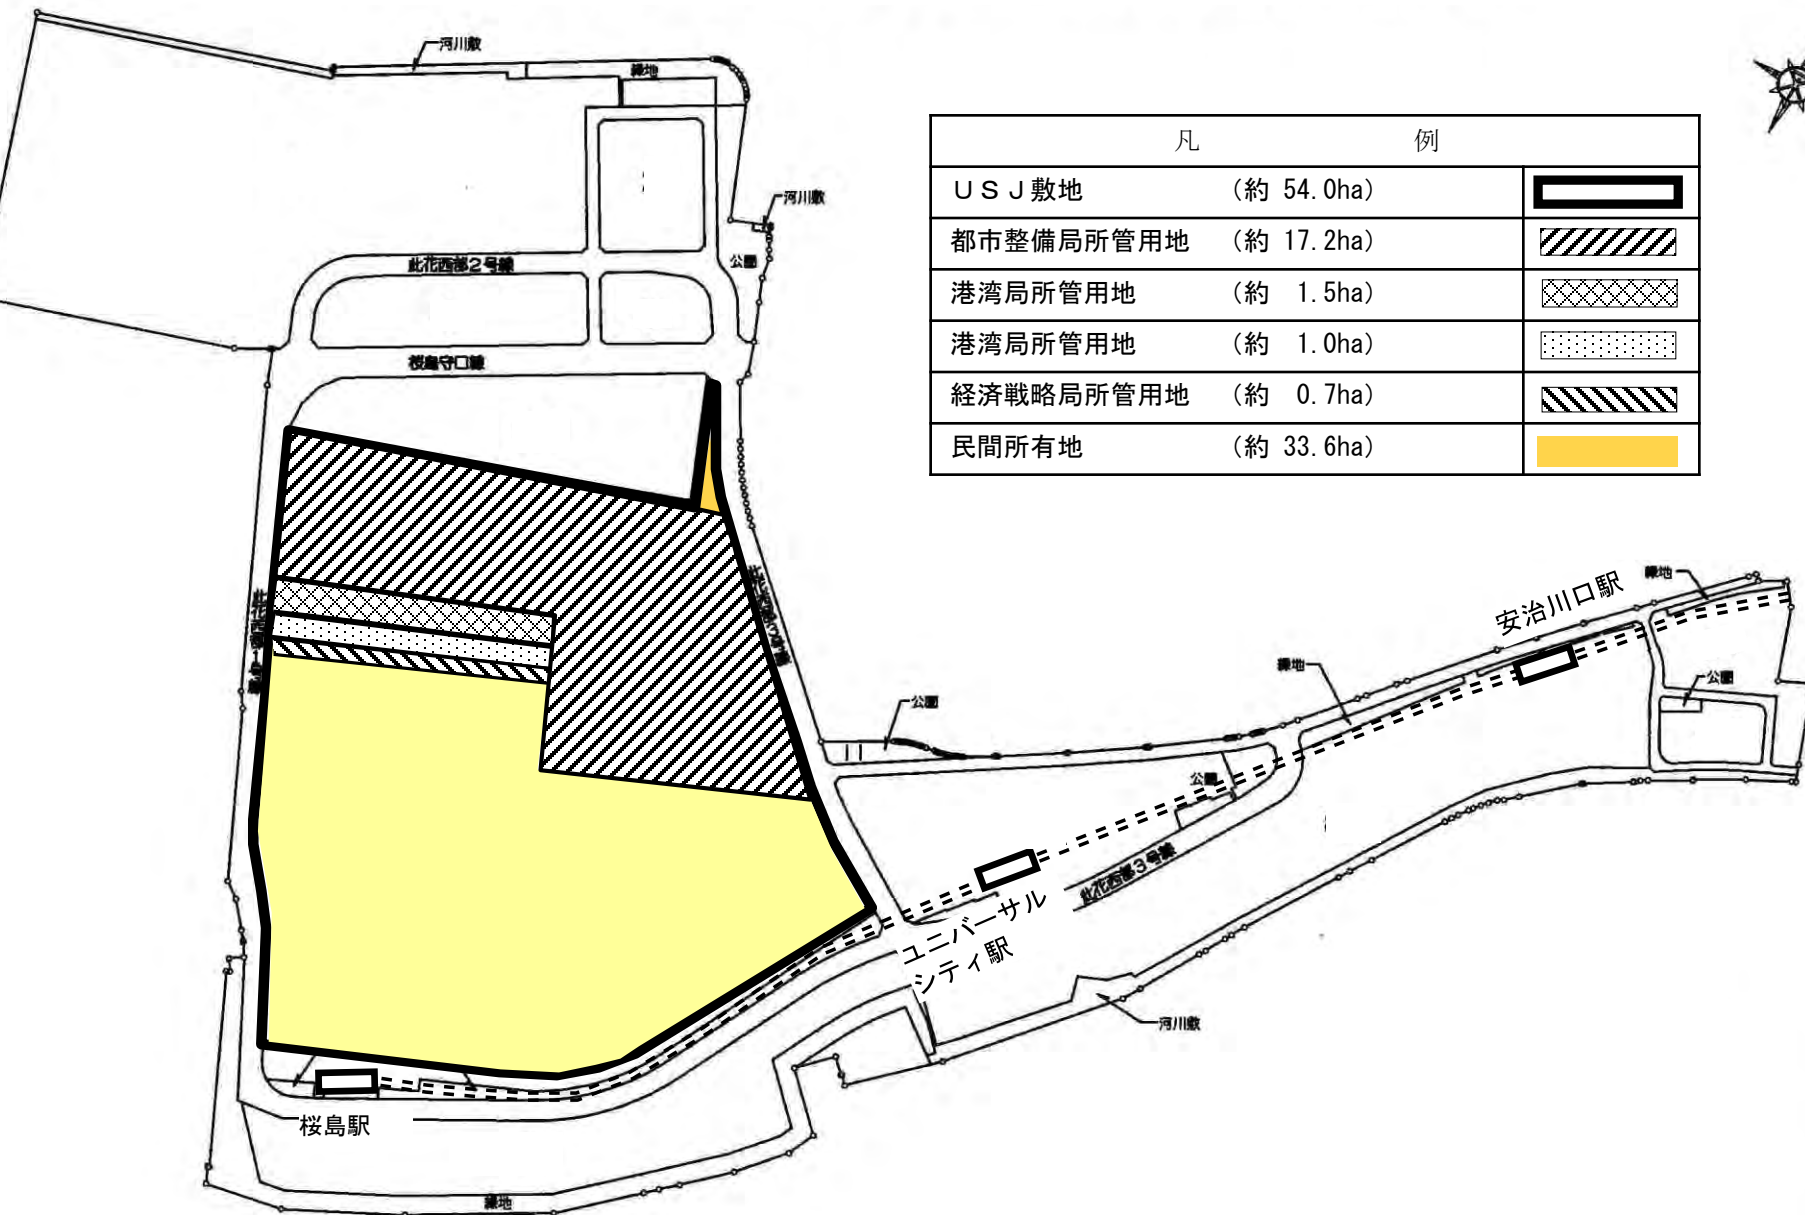 河川敷
緑地
凡 例
USJ敷地 (約 54.0ha)
河川敷
都市整備局所管用地 (約 17.2ha)
公園
此花西部2号線
港湾局所管用地 (約 1.5ha)
港湾局所管用地 (約 1.0ha)
桜島守口線
経済戦略局所管用地 (約 0.7ha)
民間所有地 (約 33.6ha)
安治川口駅
緑地
緑地
公園
公園
公園
此花西部3号線
ユニバーサル
シティ駅
河川敷
桜島駅
緑地